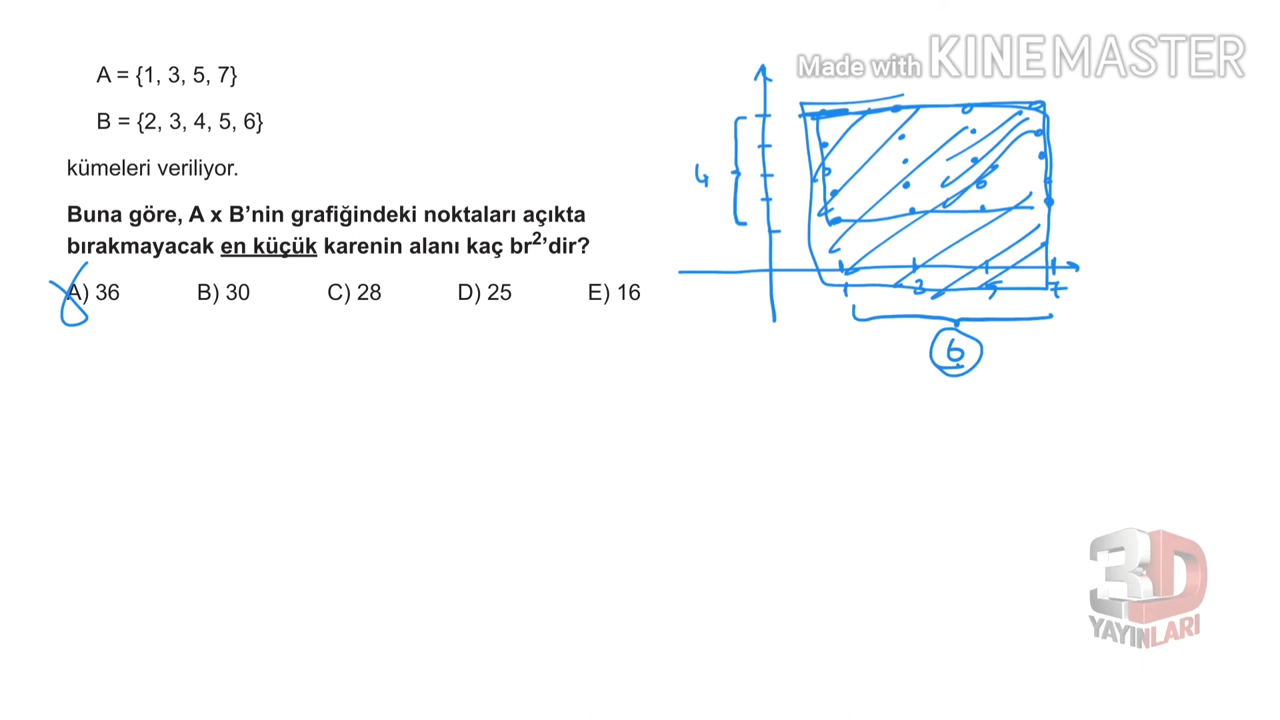 Made with KINEMASTER
A = {1, 3, 5, 7}
B = {2, 3, 4, 5, 6}
kümeleri veriliyor.
Buna göre, A x B’nin grafiğindeki noktaları açıkta
bırakmayacak en küçük karenin alanı kaç br²’dir?
A) 36 B) 30 C) 28 D) 25 E) 16
4
1 3 5 7
6
3D
YAYINLARI